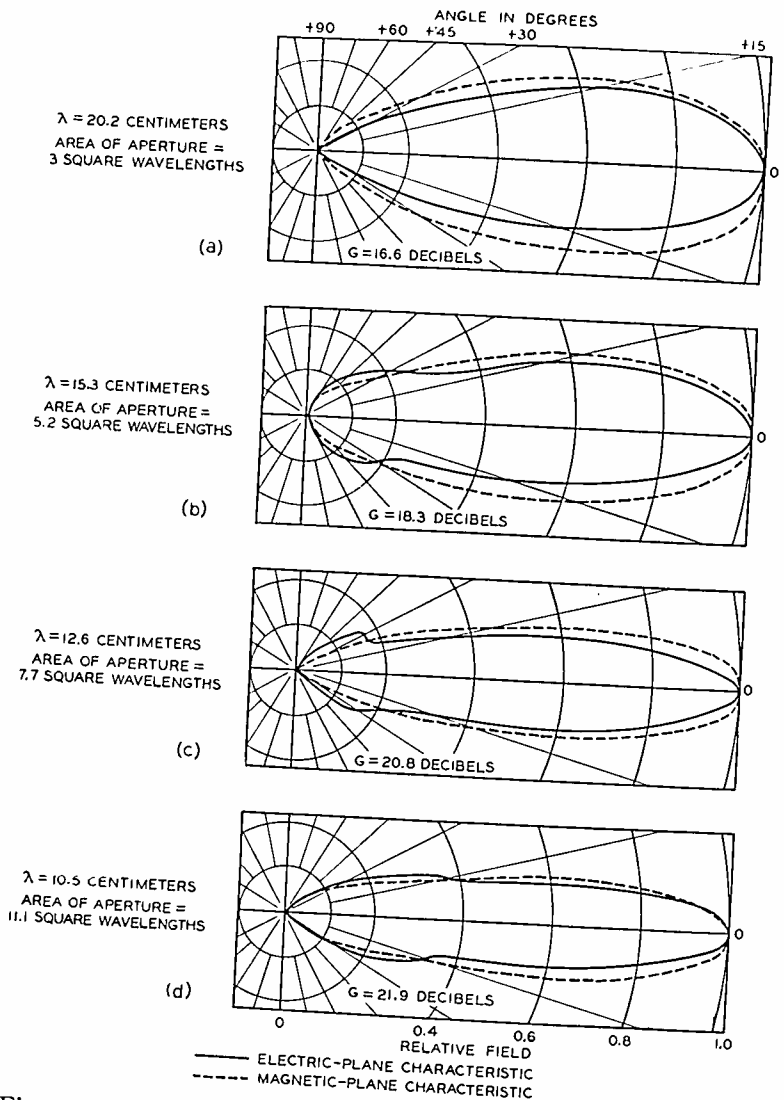 ANGLE IN DEGREES
+90 +60 +45 +30 +15
λ = 20.2 CENTIMETERS
AREA OF APERTURE =
3 SQUARE WAVELENGTHS
0
(a)
G = 16.6 DECIBELS
λ = 15.3 CENTIMETERS
AREA OF APERTURE =
5.2 SQUARE WAVELENGTHS
0
(b)
G = 18.3 DECIBELS
λ = 12.6 CENTIMETERS
AREA OF APERTURE =
7.7 SQUARE WAVELENGTHS
0
(c)
G = 20.8 DECIBELS
λ = 10.5 CENTIMETERS
AREA OF APERTURE =
11.1 SQUARE WAVELENGTHS
0
(d)
G = 21.9 DECIBELS
0 0.4 0.6 0.8 1.0
RELATIVE FIELD
ELECTRIC-PLANE CHARACTERISTIC
MAGNETIC-PLANE CHARACTERISTIC